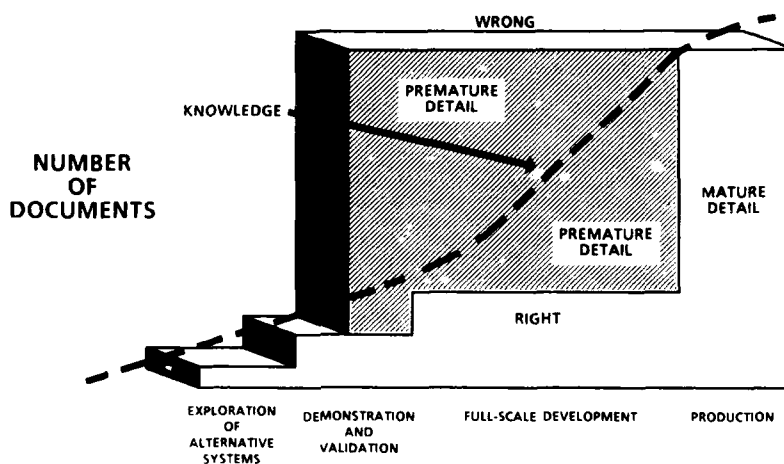 WRONG
PREMATURE
DETAIL
KNOWLEDGE
NUMBER
OF
DOCUMENTS
MATURE
DETAIL
PREMATURE
DETAIL
RIGHT
EXPLORATION
OF
ALTERNATIVE
SYSTEMS
DEMONSTRATION
AND
VALIDATION
FULL-SCALE DEVELOPMENT
PRODUCTION